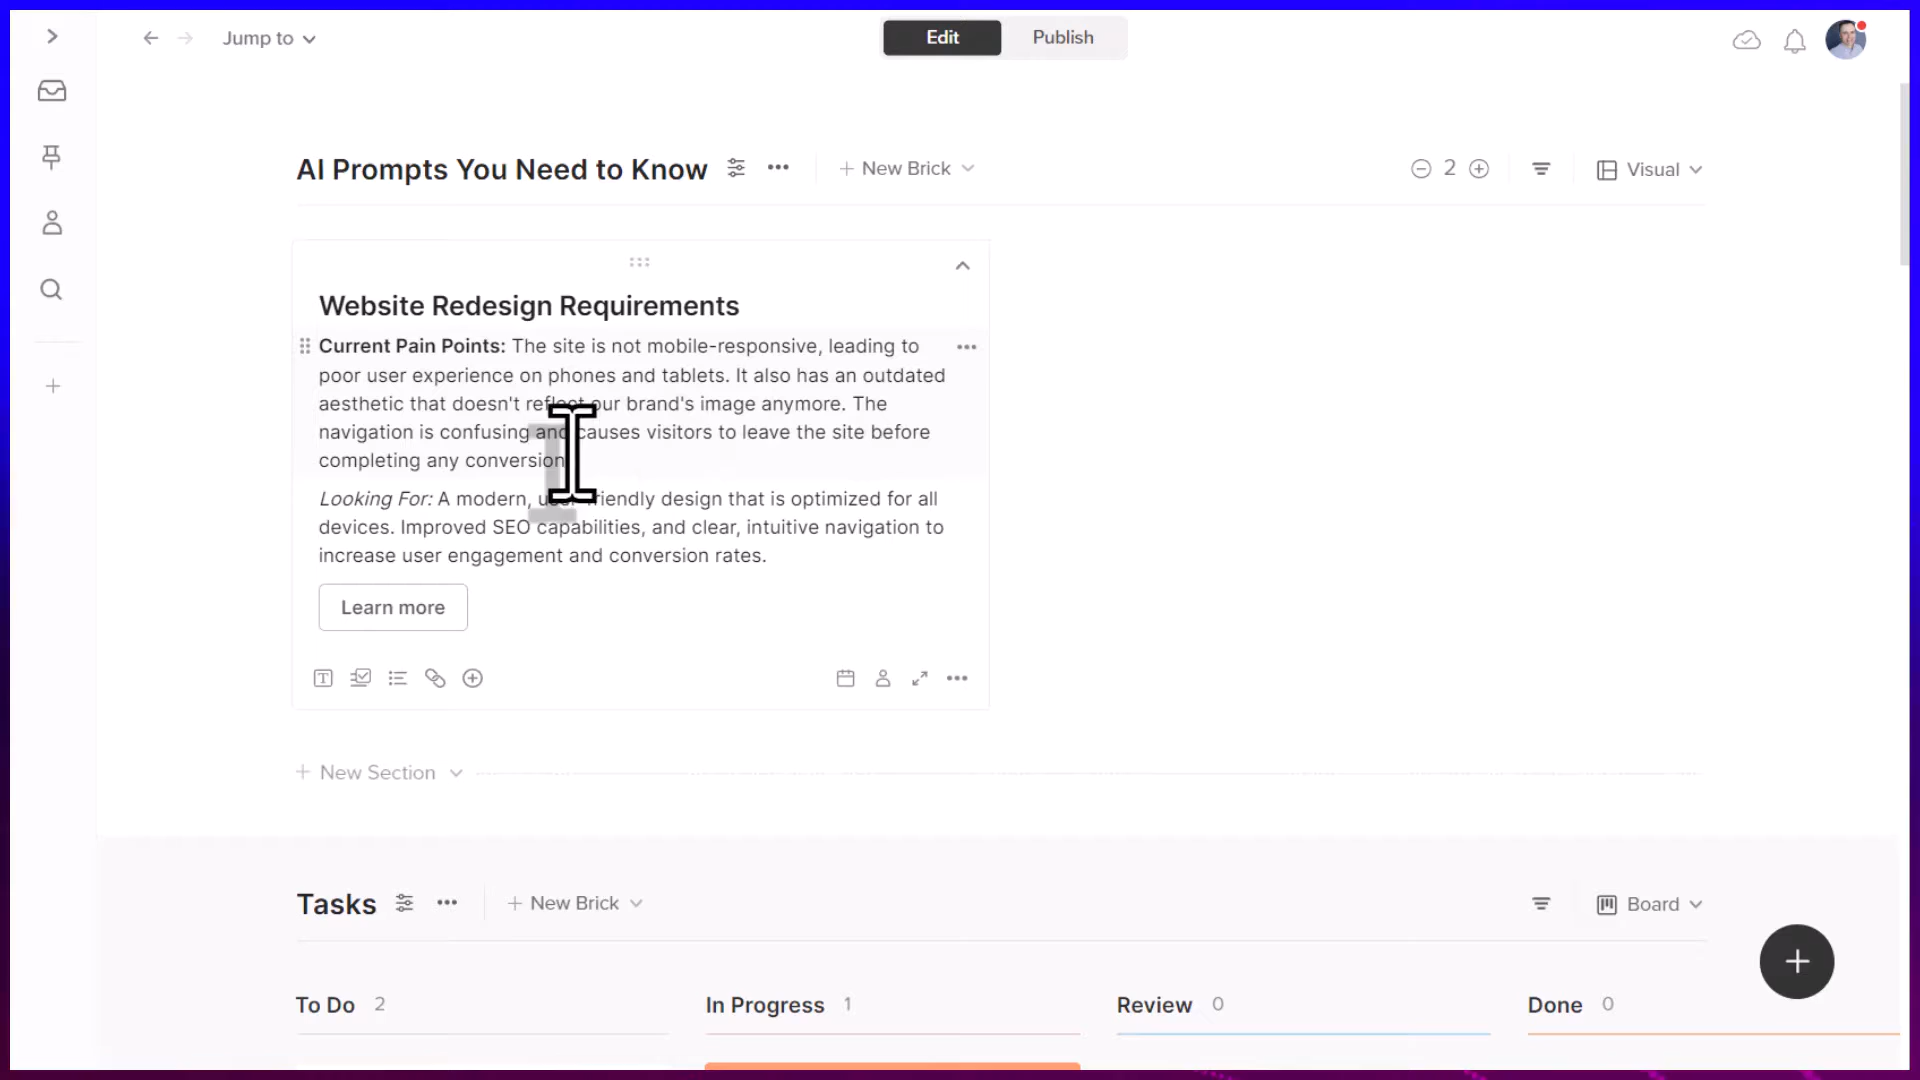 Jump to
Edit
Publish
AI Prompts You Need to Know
New Brick
2
Visual
Website Redesign Requirements
Current Pain Points: The site is not mobile-responsive, leading to
poor user experience on phones and tablets. It also has an outdated
aesthetic that doesn't reflect our brand's image anymore. The
navigation is confusing and causes visitors to leave the site before
completing any conversion
Looking For: A modern, user-friendly design that is optimized for all
devices. Improved SEO capabilities, and clear, intuitive navigation to
increase user engagement and conversion rates.
Learn more
New Section
Tasks
New Brick
Board
To Do 2
In Progress 1
Review 0
Done 0